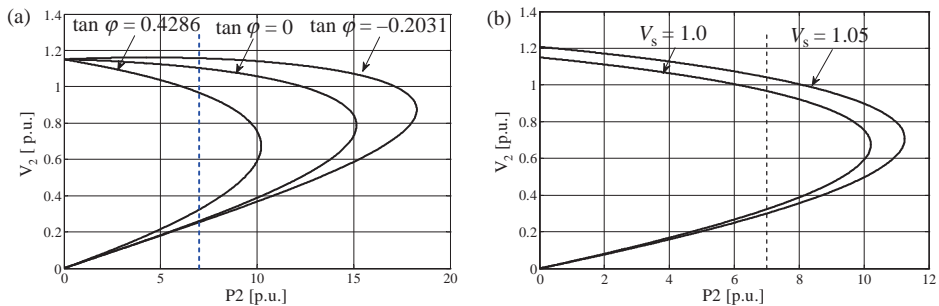 (a)
tan φ = 0.4286
tan φ = 0
tan φ = –0.2031
1.4
1.2
1
0.8
0.6
0.4
0.2
0
V2 [ p.u.]
0
5
10
15
20
P2 [p.u.]
(b)
Vs = 1.0
Vs = 1.05
1.4
1.2
1
0.8
0.6
0.4
0.2
0
V2 [p.u.]
0
2
4
6
8
10
12
P2 [p.u.]